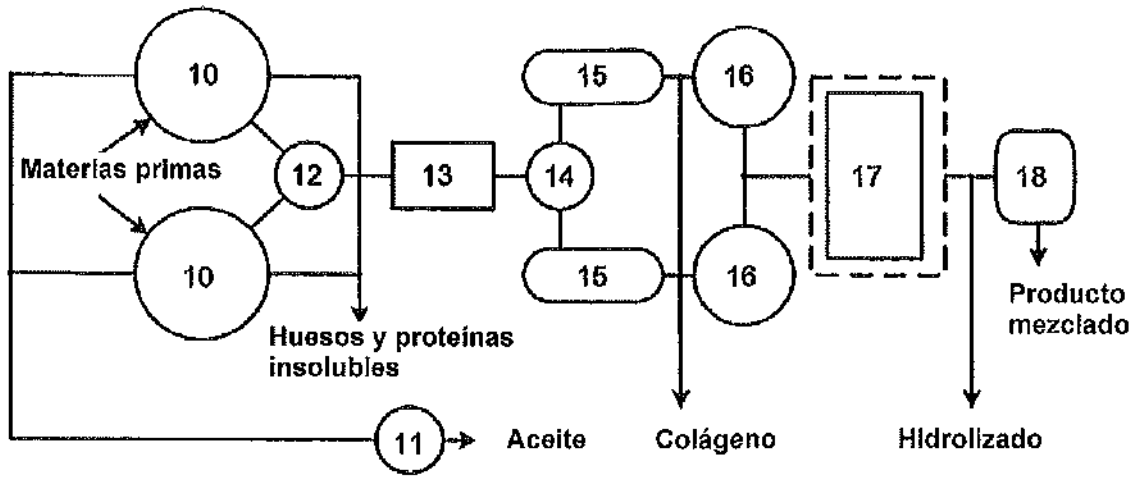 10
15
16
Materias primas
12
13
14
17
18
10
15
16
Huesos y proteínas
insolubles
Producto
mezclado
11
Aceite
Colágeno
Hidrolizado